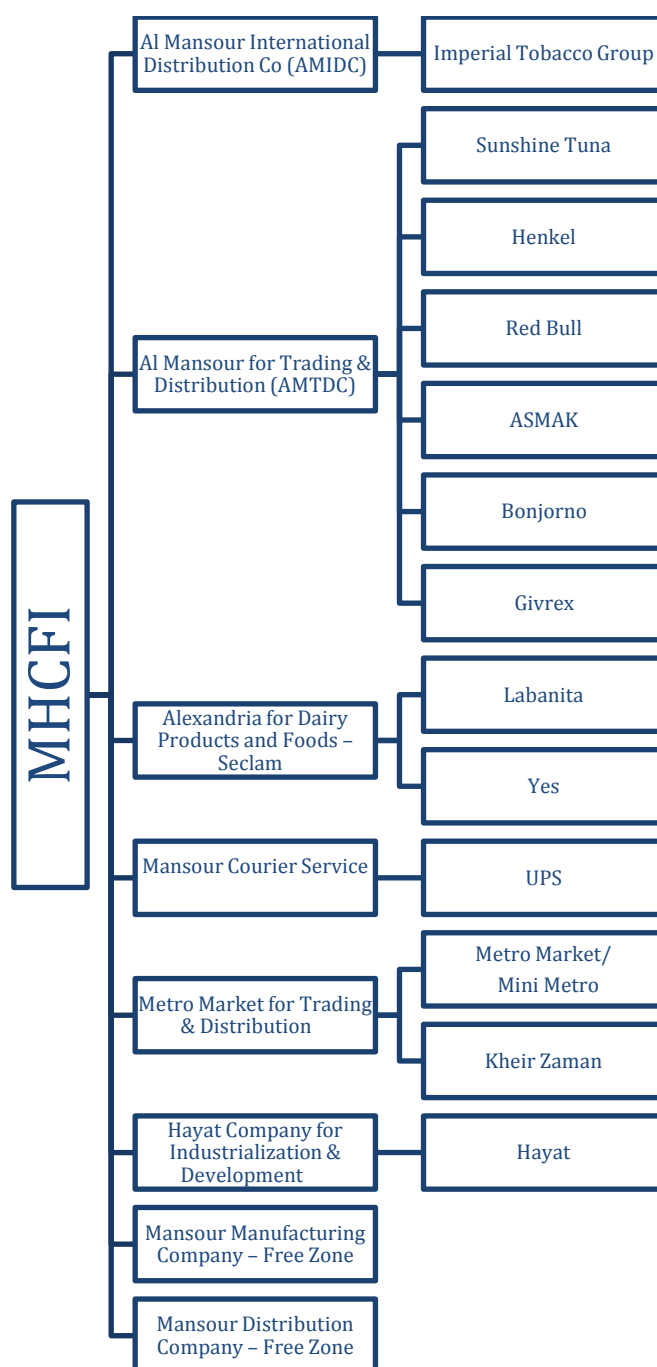 MHCFI
Al Mansour International
Distribution Co (AMIDC)
Imperial Tobacco Group
Al Mansour for Trading &
Distribution (AMTDC)
Sunshine Tuna
Henkel
Red Bull
ASMAK
Bonjorno
Givrex
Alexandria for Dairy
Products and Foods –
Seclam
Labanita
Yes
Mansour Courier Service
UPS
Metro Market for Trading
& Distribution
Metro Market/
Mini Metro
Kheir Zaman
Hayat Company for
Industrialization &
Development
Hayat
Mansour Manufacturing
Company – Free Zone
Mansour Distribution
Company – Free Zone